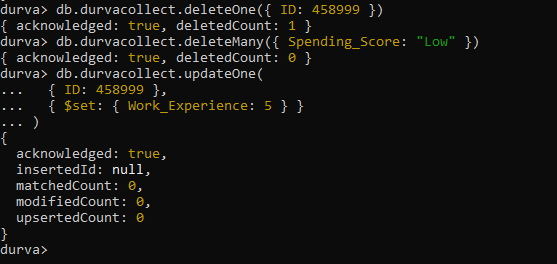 durva> db.durvacollect.deleteOne({ ID: 458999 })
{ acknowledged: true, deletedCount: 1 }
durva> db.durvacollect.deleteMany({ Spending_Score: "Low" })
{ acknowledged: true, deletedCount: 0 }
durva> db.durvacollect.updateOne(
...   { ID: 458999 },
...   { $set: { Work_Experience: 5 } }
... )
{
  acknowledged: true,
  insertedId: null,
  matchedCount: 0,
  modifiedCount: 0,
  upsertedCount: 0
}
durva>